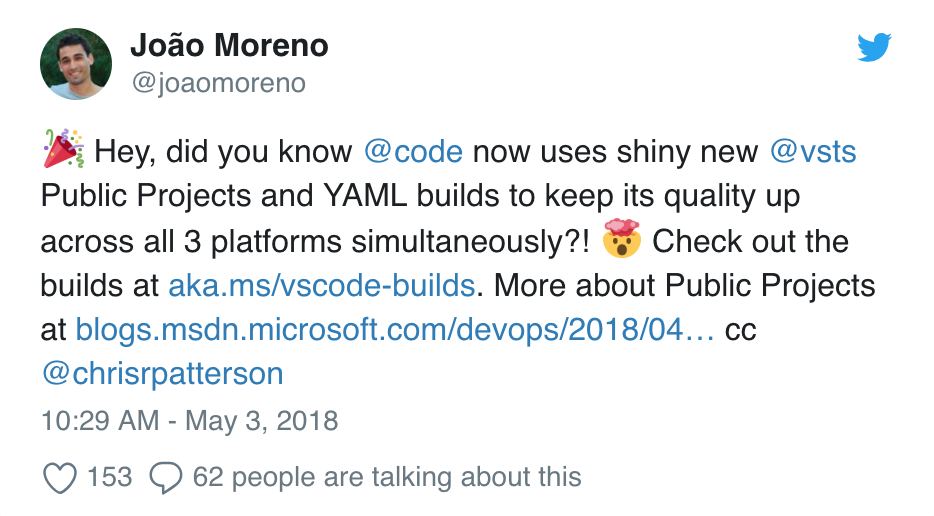 João Moreno
@joaomoreno
🎉 Hey, did you know @code now uses shiny new @vsts
Public Projects and YAML builds to keep its quality up
across all 3 platforms simultaneously?! 🤯 Check out the
builds at aka.ms/vscode-builds. More about Public Projects
at blogs.msdn.microsoft.com/devops/2018/04… cc
@chrisrpatterson
10:29 AM - May 3, 2018
153 62 people are talking about this